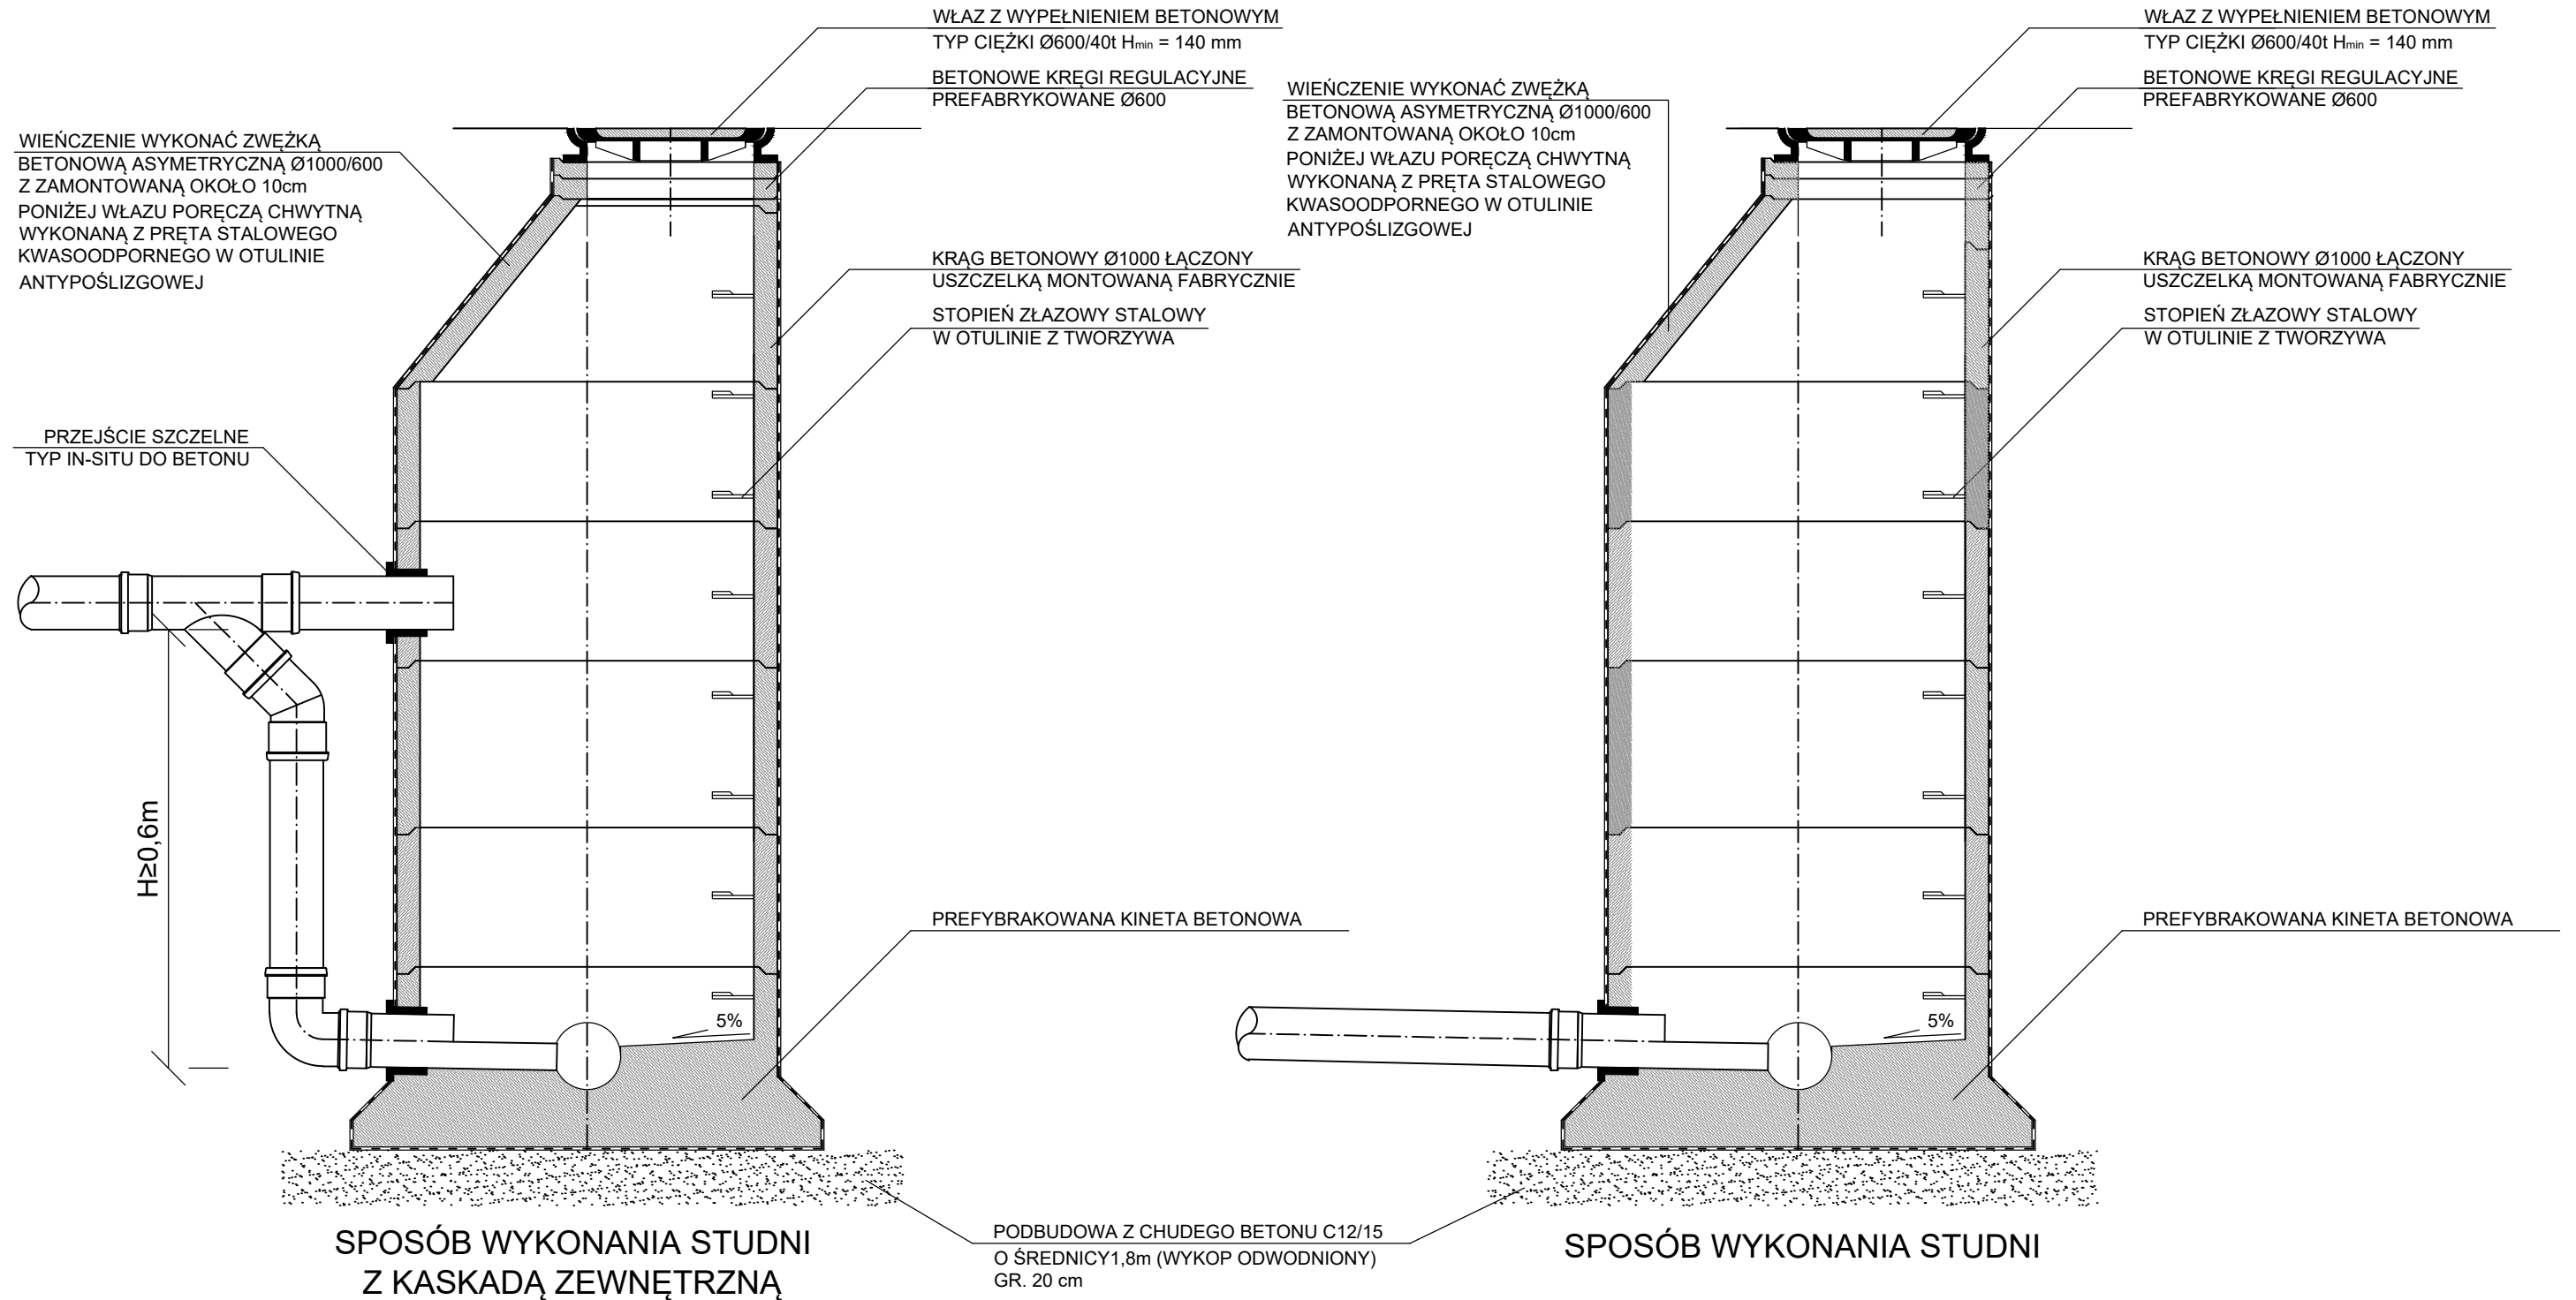 WŁAZ Z WYPEŁNIENIEM BETONOWYM
TYP CIĘŻKI Ø600/40t Hmin = 140 mm
BETONOWE KRĘGI REGULACYJNE
PREFABRYKOWANE Ø600
WIEŃCZENIE WYKONAĆ ZWĘŻKĄ
BETONOWĄ ASYMETRYCZNĄ Ø1000/600
Z ZAMONTOWANĄ OKOŁO 10cm
PONIŻEJ WŁAZU PORĘCZĄ CHWYTNĄ
WYKONANĄ Z PRĘTA STALOWEGO
KWASOODPORNEGO W OTULINIE
ANTYPOŚLIZGOWEJ
KRĄG BETONOWY Ø1000 ŁĄCZONY
USZCZELKĄ MONTOWANĄ FABRYCZNIE
STOPIEŃ ZŁAZOWY STALOWY
W OTULINIE Z TWORZYWA
PRZEJŚCIE SZCZELNE
TYP IN-SITU DO BETONU
H≥0,6m
PREFYBRAKOWANA KINETA BETONOWA
5%
SPOSÓB WYKONANIA STUDNI
Z KASKADĄ ZEWNĘTRZNĄ
PODBUDOWA Z CHUDEGO BETONU C12/15
O ŚREDNICY1,8m (WYKOP ODWODNIONY)
GR. 20 cm
WŁAZ Z WYPEŁNIENIEM BETONOWYM
TYP CIĘŻKI Ø600/40t Hmin = 140 mm
BETONOWE KRĘGI REGULACYJNE
PREFABRYKOWANE Ø600
WIEŃCZENIE WYKONAĆ ZWĘŻKĄ
BETONOWĄ ASYMETRYCZNĄ Ø1000/600
Z ZAMONTOWANĄ OKOŁO 10cm
PONIŻEJ WŁAZU PORĘCZĄ CHWYTNĄ
WYKONANĄ Z PRĘTA STALOWEGO
KWASOODPORNEGO W OTULINIE
ANTYPOŚLIZGOWEJ
KRĄG BETONOWY Ø1000 ŁĄCZONY
USZCZELKĄ MONTOWANĄ FABRYCZNIE
STOPIEŃ ZŁAZOWY STALOWY
W OTULINIE Z TWORZYWA
PREFYBRAKOWANA KINETA BETONOWA
5%
SPOSÓB WYKONANIA STUDNI